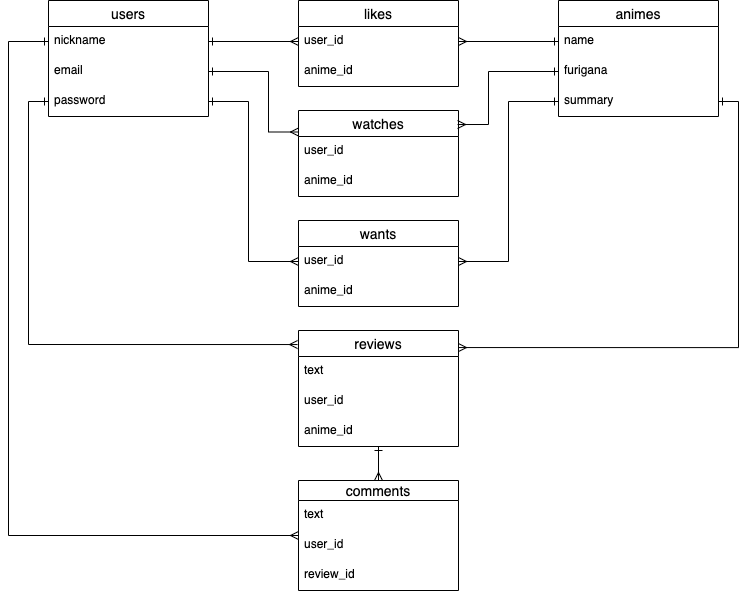 users
nickname
email
password
likes
user_id
anime_id
animes
name
furigana
summary
watches
user_id
anime_id
wants
user_id
anime_id
reviews
text
user_id
anime_id
comments
text
user_id
review_id